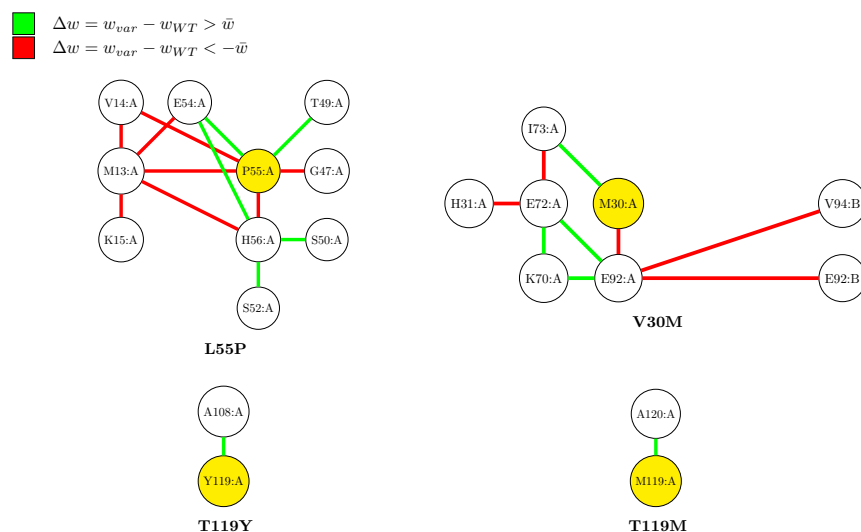 Δw = w_var − w_WT > w̄
Δw = w_var − w_WT < −w̄
V14:A
E54:A
T49:A
M13:A
P55:A
G47:A
K15:A
H56:A
S50:A
S52:A
L55P
I73:A
H31:A
E72:A
M30:A
V94:B
K70:A
E92:A
E92:B
V30M
A108:A
Y119:A
T119Y
A120:A
M119:A
T119M